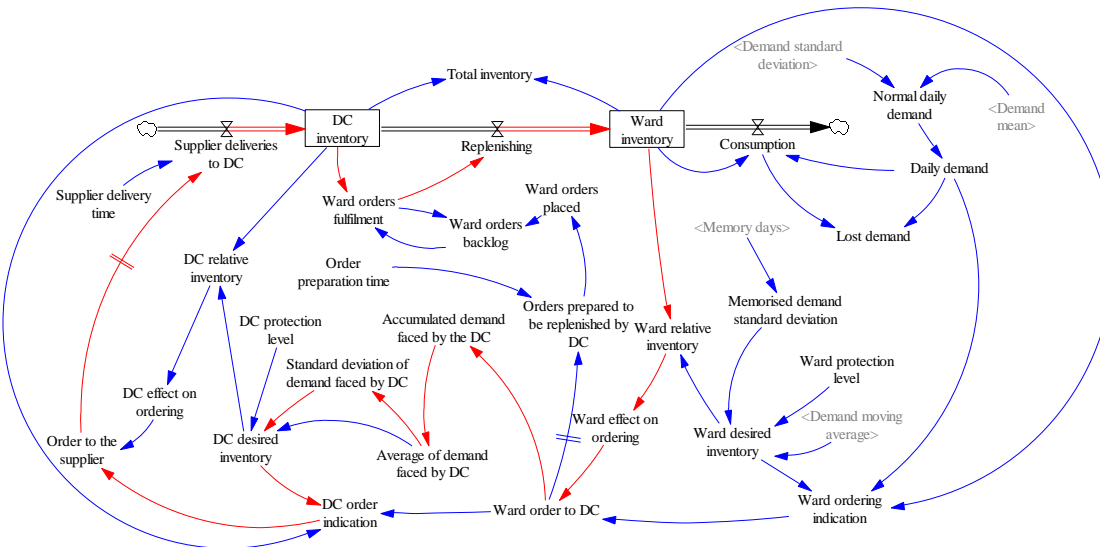 <Demand standard
deviation>
Total inventory
Normal daily
demand
<Demand
mean>
DC
inventory
Ward
inventory
Supplier deliveries
to DC
Replenishing
Consumption
Daily demand
Supplier delivery
time
Ward orders
fulfilment
Ward orders
placed
Ward orders
backlog
<Memory days>
Lost demand
DC relative
inventory
Order
preparation time
Orders prepared to
be replenished by
DC
Memorised demand
standard deviation
DC protection
level
Accumulated demand
faced by the DC
Ward relative
inventory
Standard deviation of
demand faced by DC
Ward protection
level
DC effect on
ordering
Ward effect on
ordering
<Demand moving
average>
Order to the
supplier
DC desired
inventory
Average of demand
faced by DC
Ward desired
inventory
DC order
indication
Ward order to DC
Ward ordering
indication